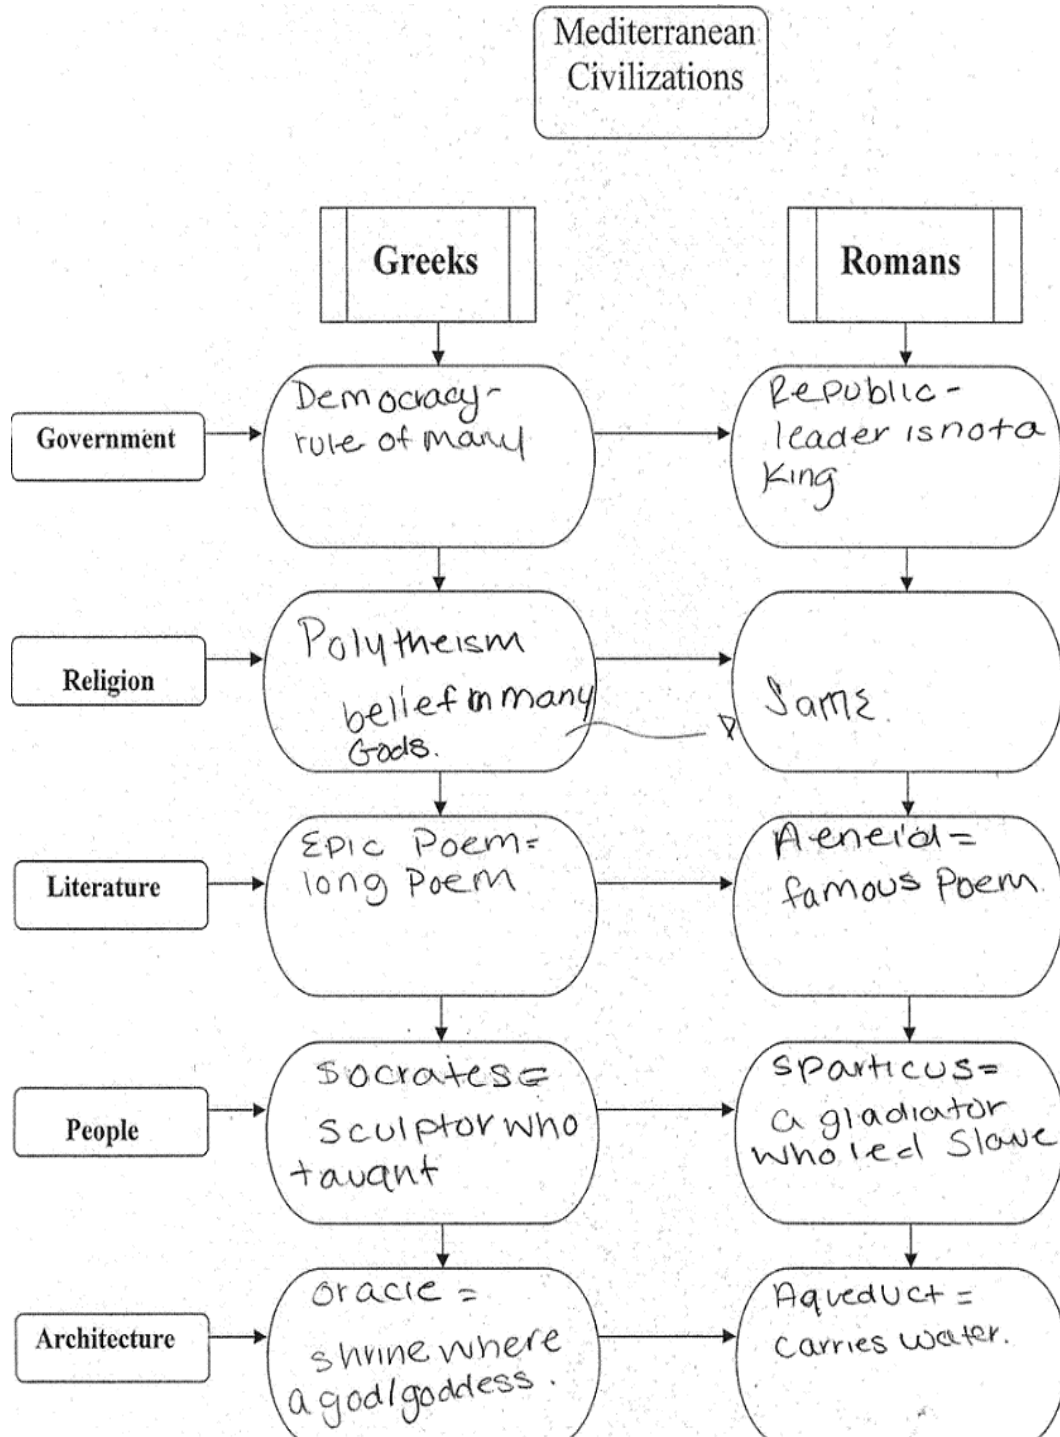 Mediterranean
Civilizations
Greeks
Romans
Government
Democracy-
rule of many
Republic-
leader is not a
King
Religion
Polytheism
belief in many
Gods.
Same.
Literature
Epic Poem=
long Poem
Aeneid=
famous Poem.
People
Socrates=
sculptor who
taught
Sparticus=
a gladiator
who led Slave
Architecture
Oracle =
shrine where
a god/goddess.
Aqueduct =
carries water.